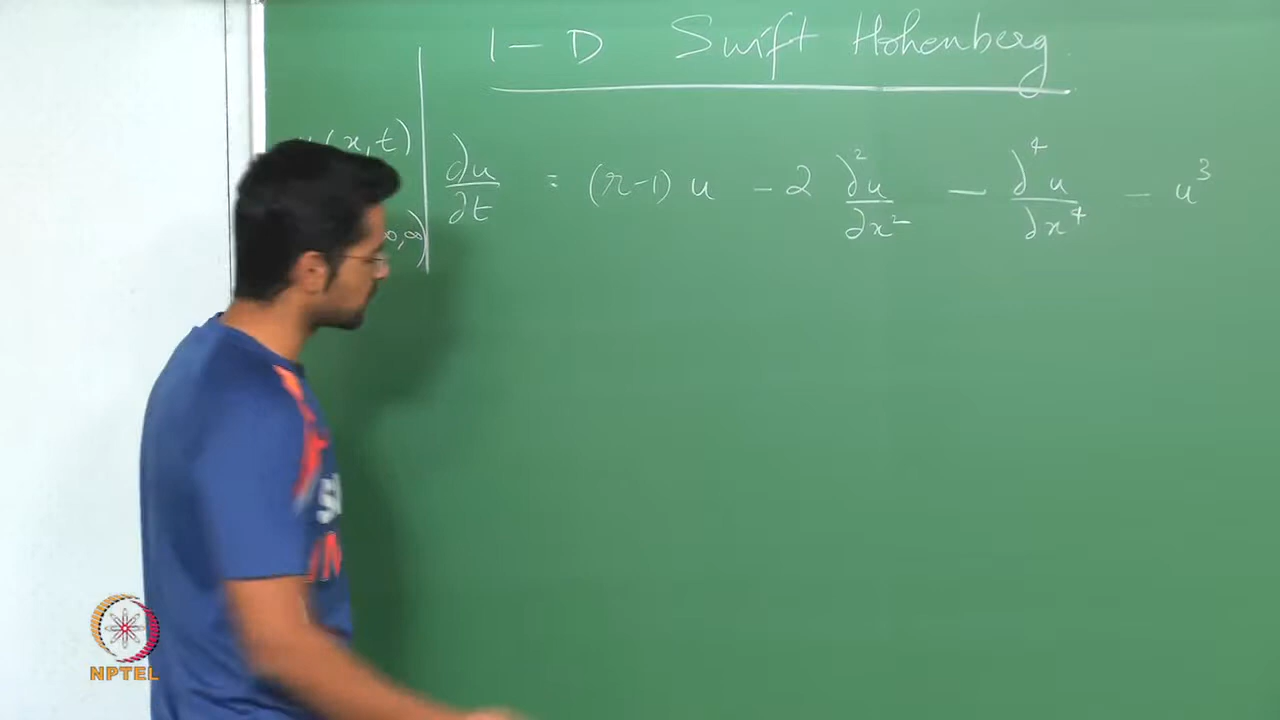 1-D Swift Hohenberg
(x,t)
∞,∞)
∂u/∂t = (r-1) u - 2 ∂²u/∂x² - ∂⁴u/∂x⁴ - u³
NPTEL